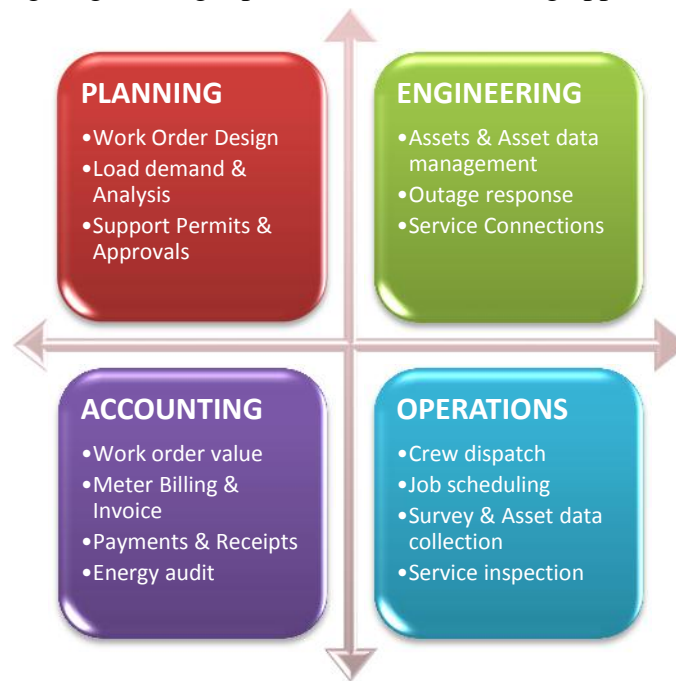 PLANNING
•Work Order Design
•Load demand &
Analysis
•Support Permits &
Approvals
ENGINEERING
•Assets & Asset data
management
•Outage response
•Service Connections
ACCOUNTING
•Work order value
•Meter Billing &
Invoice
•Payments & Receipts
•Energy audit
OPERATIONS
•Crew dispatch
•Job scheduling
•Survey & Asset data
collection
•Service inspection